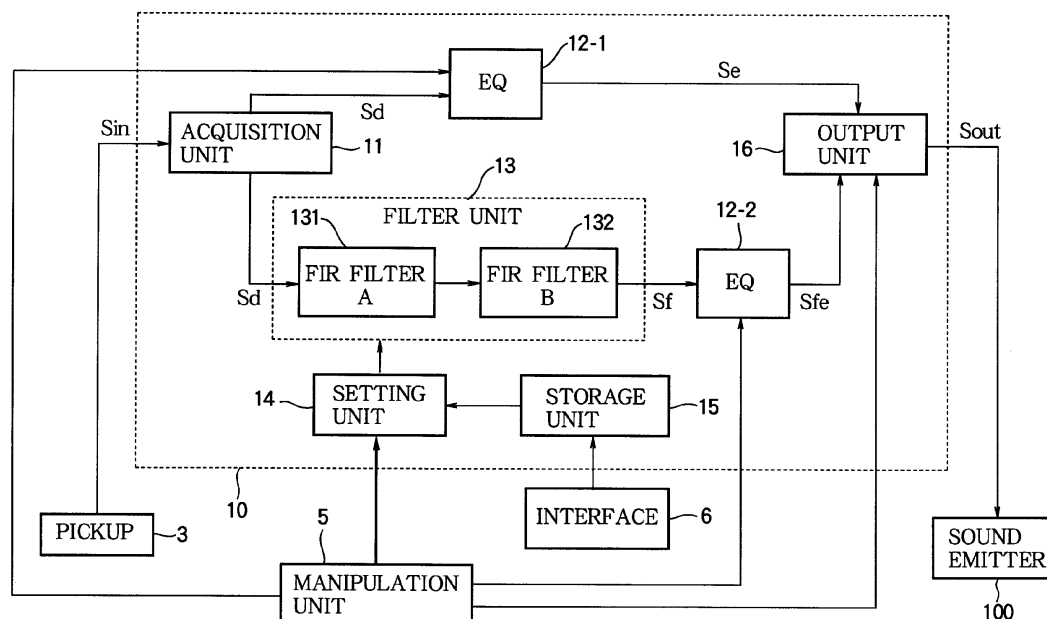 12-1
EQ
Se
Sd
Sin
ACQUISITION
UNIT
11
OUTPUT
UNIT
16
Sout
13
FILTER UNIT
131
132
12-2
FIR FILTER
A
FIR FILTER
B
EQ
Sd
Sf
Sfe
SETTING
UNIT
14
STORAGE
UNIT
15
10
INTERFACE
6
PICKUP
3
5
MANIPULATION
UNIT
SOUND
EMITTER
100